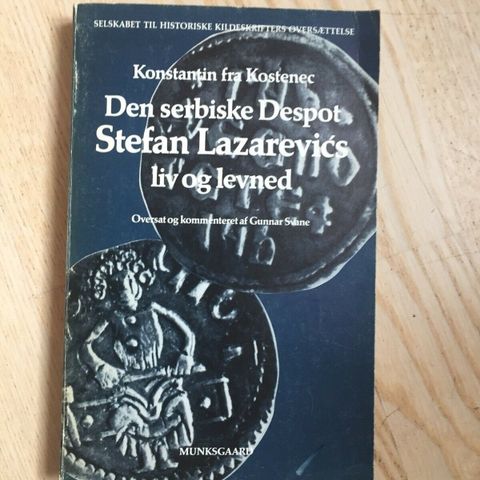 SELSKABET TIL HISTORISKE KILDESKRIFTERS OVERSÆTTELSE
Konstantin fra Kostenec
Den serbiske Despot
Stefan Lazarevićs
liv og levned
Oversat og kommenteret af Gunnar Svane
MUNKSGAARD